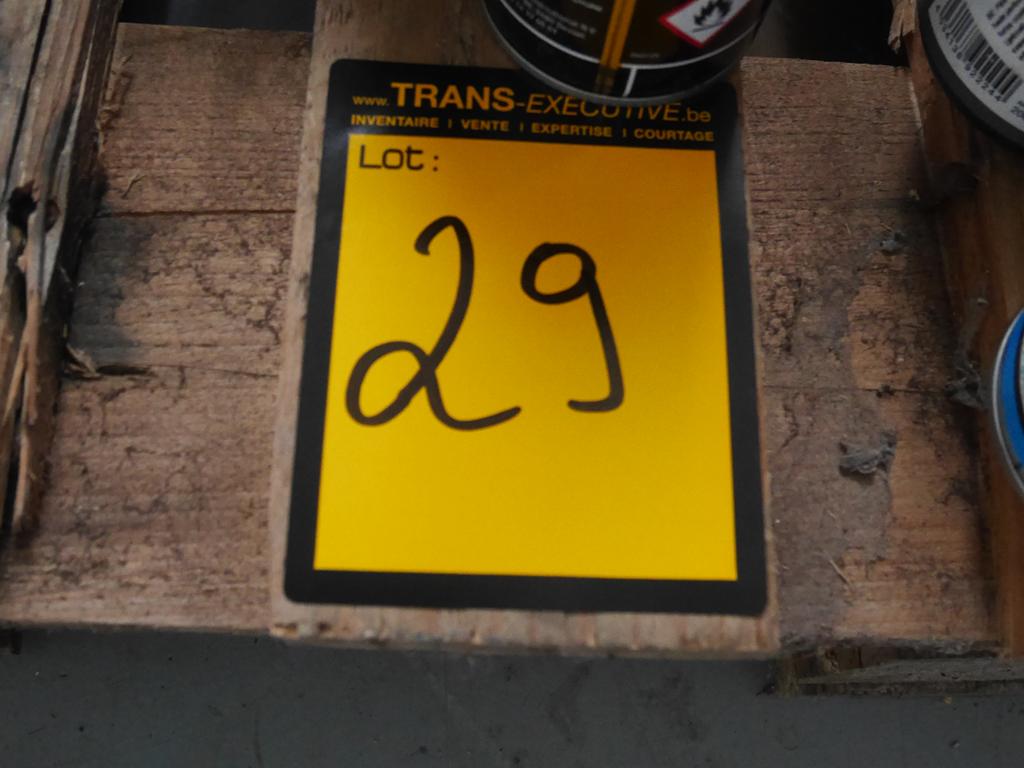 www.TRANS-EXECUTIVE.be
INVENTAIRE | VENTE | EXPERTISE | COURTAGE
Lot :
29